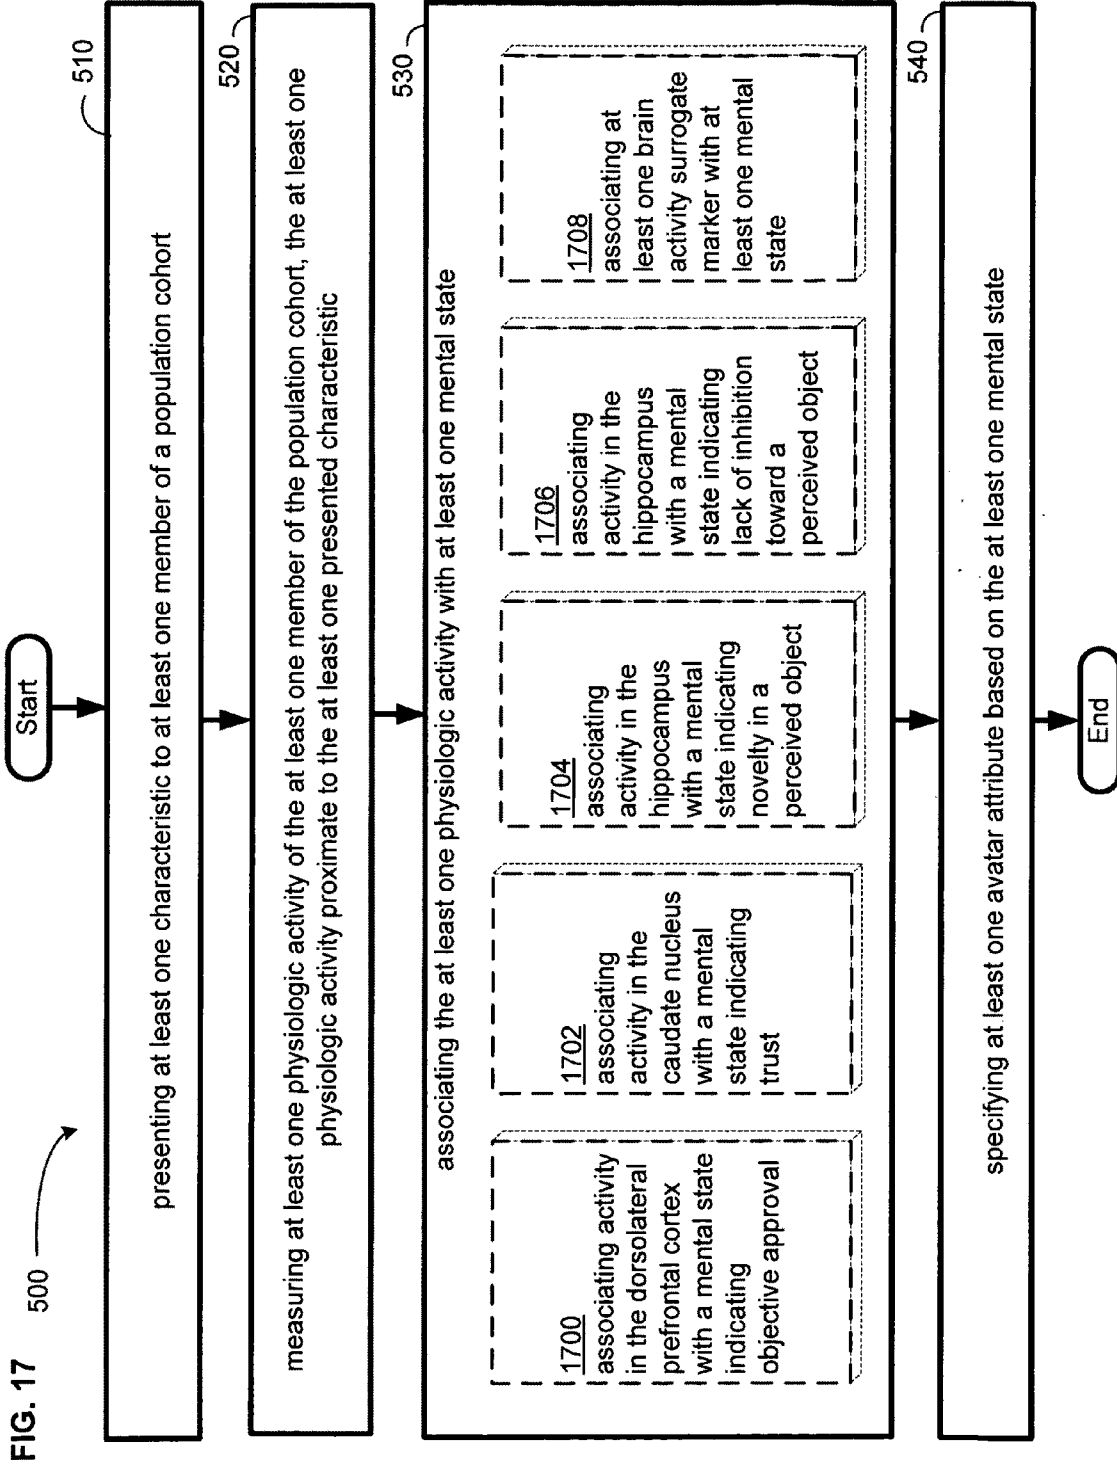 FIG. 17
500
Start
510
presenting at least one characteristic to at least one member of a population cohort
520
measuring at least one physiologic activity of the at least one member of the population cohort, the at least one
physiologic activity proximate to the at least one presented characteristic
530
associating the at least one physiologic activity with at least one mental state
1700
associating activity
in the dorsolateral
prefrontal cortex
with a mental state
indicating
objective approval
1702
associating
activity in the
caudate nucleus
with a mental
state indicating
trust
1704
associating
activity in the
hippocampus
with a mental
state indicating
novelty in a
perceived object
1706
associating
activity in the
hippocampus
with a mental
state indicating
lack of inhibition
toward a
perceived object
1708
associating at
least one brain
activity surrogate
marker with at
least one mental
state
540
specifying at least one avatar attribute based on the at least one mental state
End